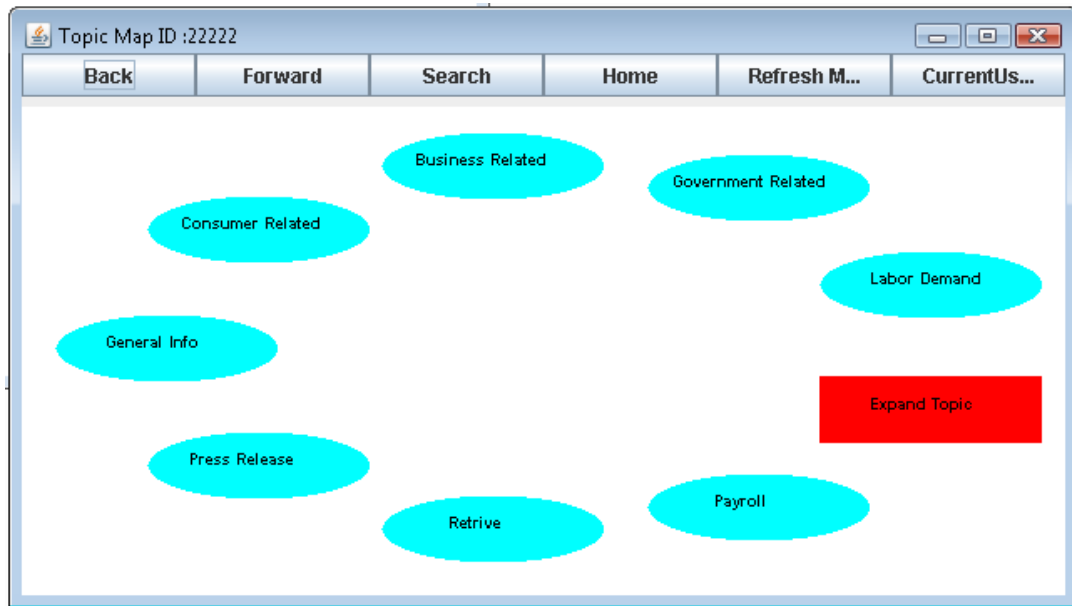 Topic Map ID :22222
Back Forward Search Home Refresh M... CurrentUs...
Business Related
Government Related
Consumer Related
Labor Demand
General Info
Expand Topic
Press Release
Payroll
Retrive